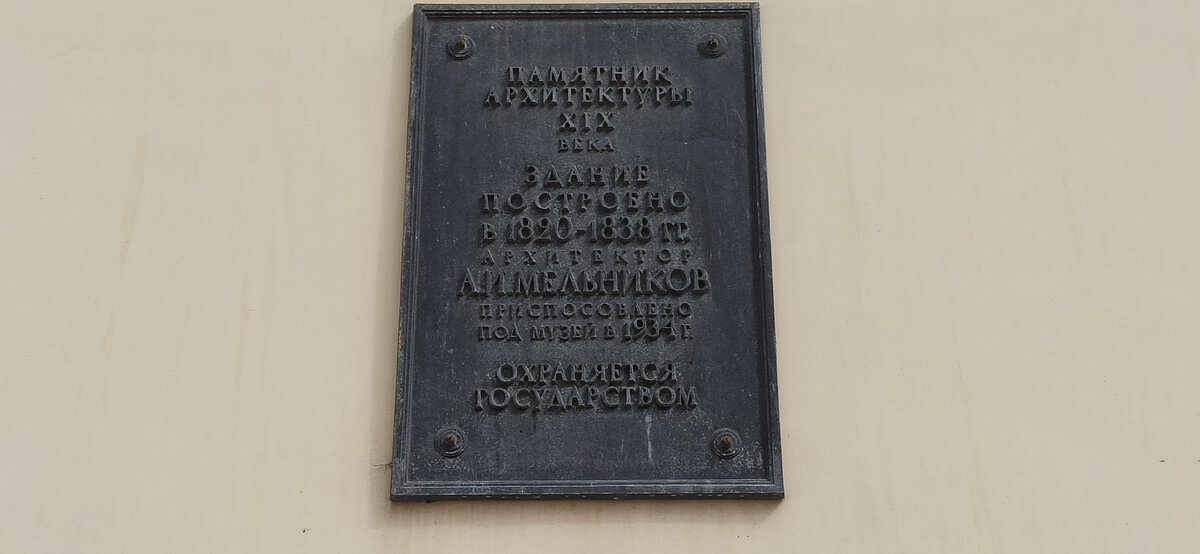 ПАМЯТНИК
АРХИТЕКТУРЫ
XIX
ВЕКА
ЗДАНИЕ
ПОСТРОЕНО
В 1820-1838 ГГ.
АРХИТЕКТОР
А.И.МЕЛЬНИКОВ
ПРИСПОСОБЛЕНО
ПОД МУЗЕЙ В 1934 Г.
ОХРАНЯЕТСЯ
ГОСУДАРСТВОМ